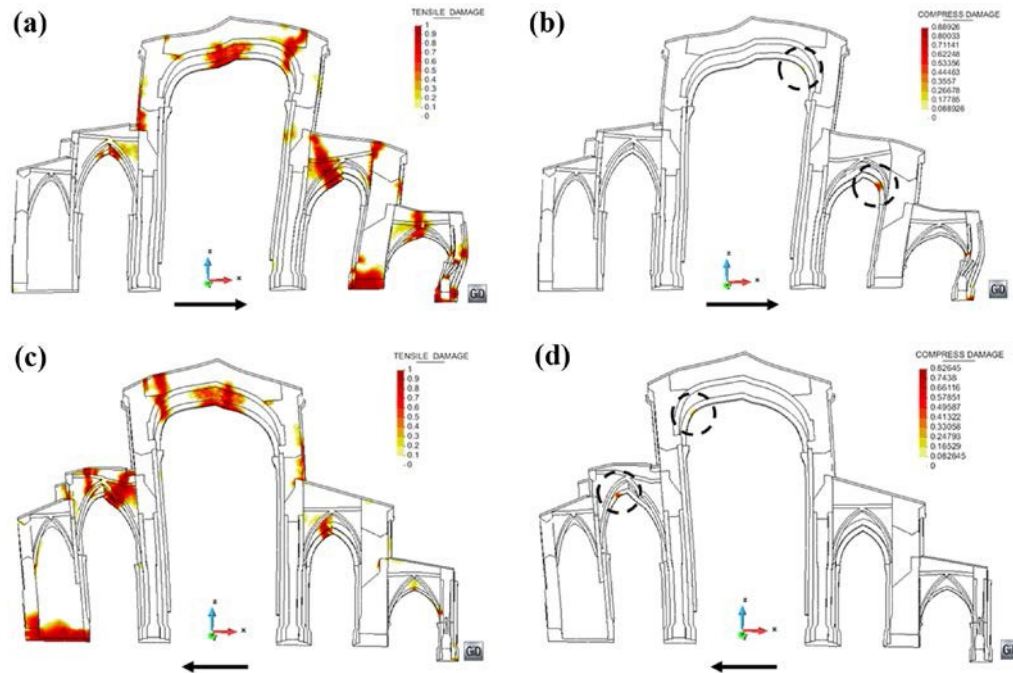 (a)
TENSILE DAMAGE
1
0.9
0.8
0.7
0.6
0.5
0.4
0.3
0.2
0.1
0
z
x
GiD
(b)
COMPRESS DAMAGE
0.88926
0.80033
0.71141
0.62248
0.53356
0.44463
0.3557
0.26678
0.17785
0.088926
0
z
x
GiD
(c)
TENSILE DAMAGE
1
0.9
0.8
0.7
0.6
0.5
0.4
0.3
0.2
0.1
0
z
x
GiD
(d)
COMPRESS DAMAGE
0.82645
0.7438
0.66116
0.57851
0.49587
0.41322
0.33058
0.24793
0.16529
0.082645
0
z
x
GiD